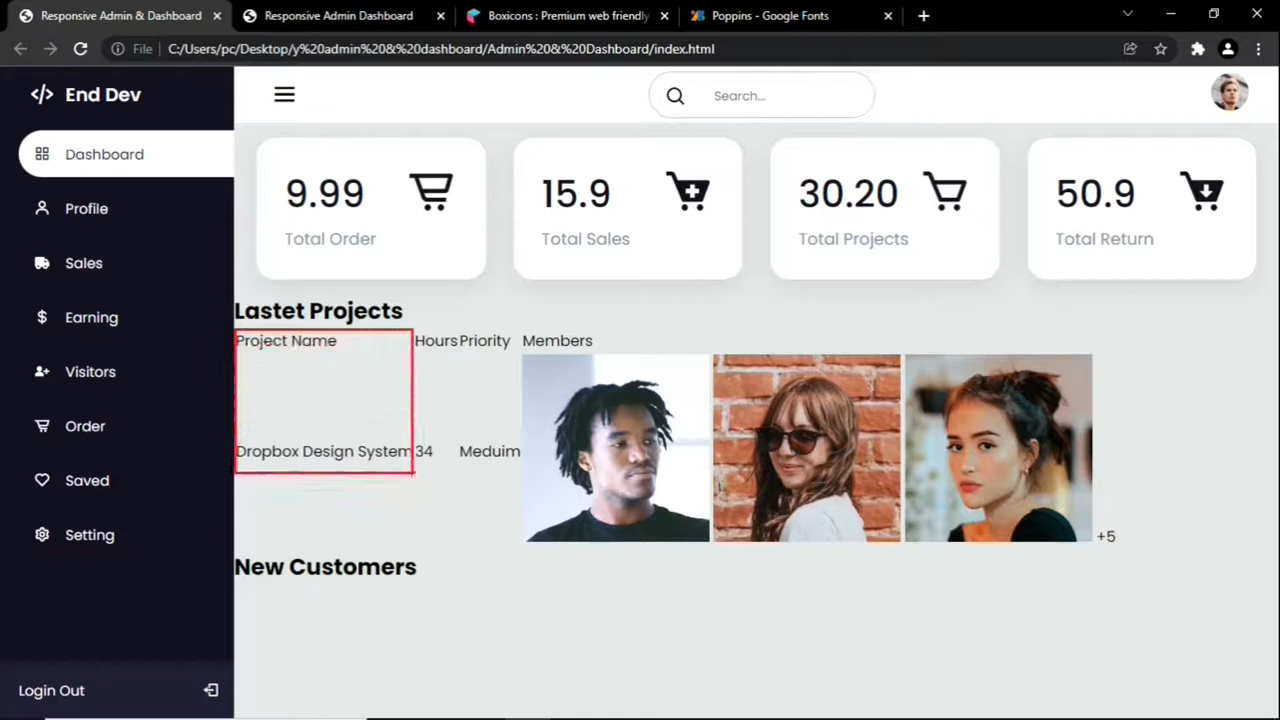 Responsive Admin & Dashboard
Responsive Admin Dashboard
Boxicons : Premium web friendly
Poppins - Google Fonts
File
C:/Users/pc/Desktop/y%20admin%20&%20dashboard/Admin%20&%20Dashboard/index.html
</> End Dev
Search...
Dashboard
Profile
Sales
Earning
Visitors
Order
Saved
Setting
Login Out
9.99
Total Order
15.9
Total Sales
30.20
Total Projects
50.9
Total Return
Lastet Projects
Project Name Hours Priority Members
Dropbox Design System 34 Meduim +5
New Customers